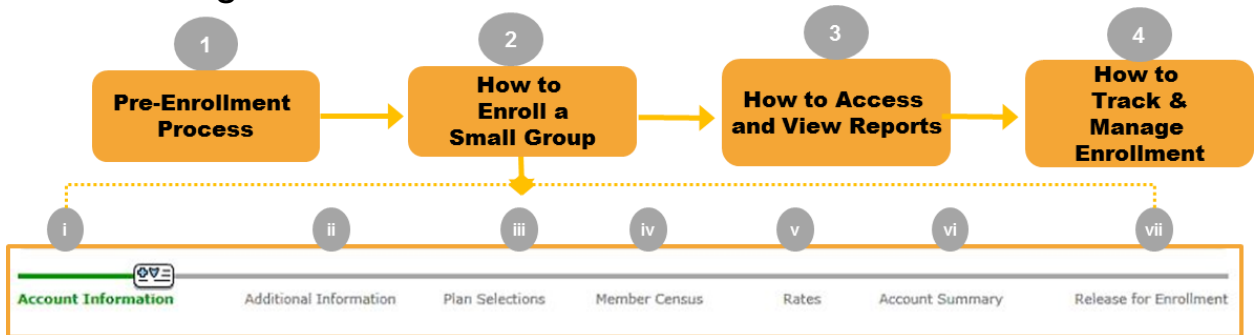 1
2
3
4
Pre-Enrollment
Process
How to
Enroll a
Small Group
How to Access
and View Reports
How to
Track &
Manage
Enrollment
i
ii
iii
iv
v
vi
vii
Account Information
Additional Information
Plan Selections
Member Census
Rates
Account Summary
Release for Enrollment